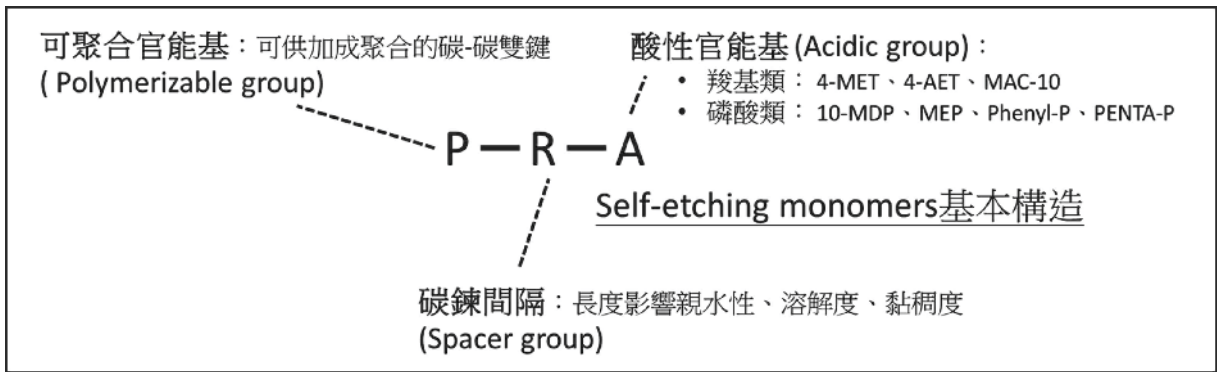 可聚合官能基：可供加成聚合的碳-碳雙鍵
( Polymerizable group)
酸性官能基 (Acidic group)：
• 羧基類： 4-MET、4-AET、MAC-10
• 磷酸類： 10-MDP、MEP、Phenyl-P、PENTA-P
P — R — A
Self-etching monomers基本構造
碳鍊間隔：長度影響親水性、溶解度、黏稠度
(Spacer group)